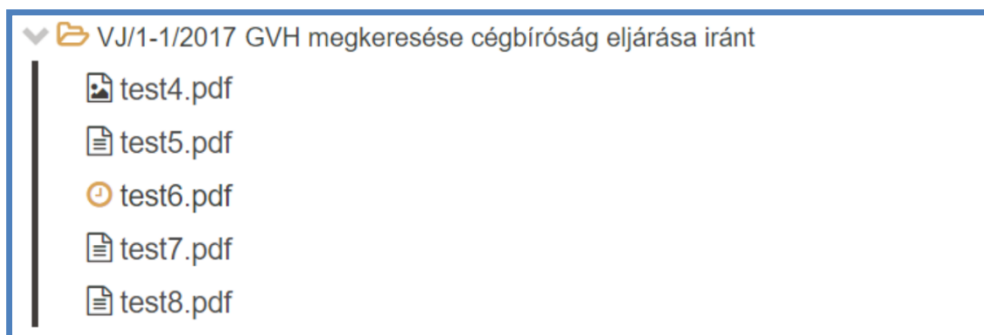 VJ/1-1/2017 GVH megkeresése cégbíróság eljárása iránt
test4.pdf
test5.pdf
test6.pdf
test7.pdf
test8.pdf